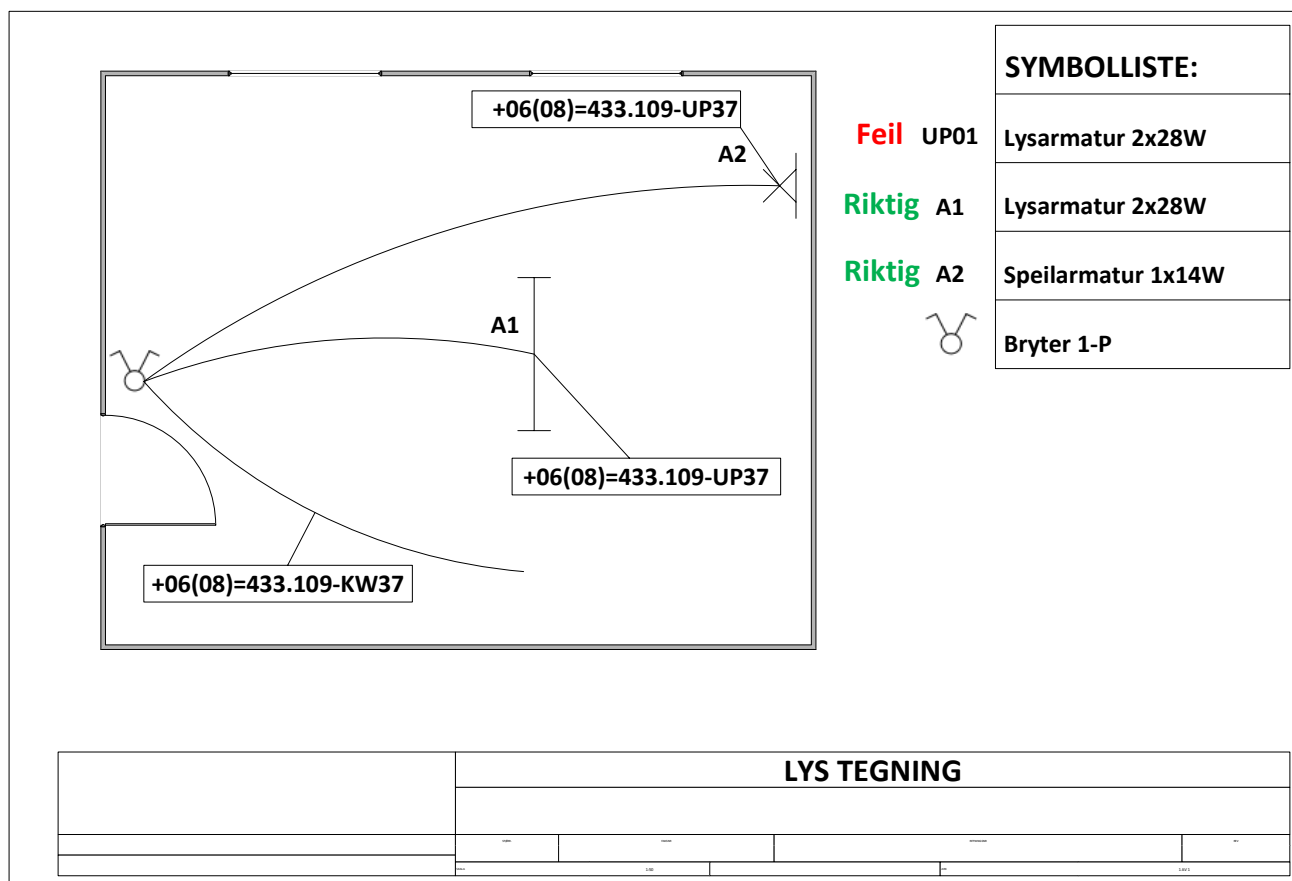 SYMBOLLISTE:
Feil UP01 Lysarmatur 2x28W
Riktig A1 Lysarmatur 2x28W
Riktig A2 Speilarmatur 1x14W
Bryter 1-P
+06(08)=433.109-UP37
A2
A1
+06(08)=433.109-UP37
+06(08)=433.109-KW37
LYS TEGNING